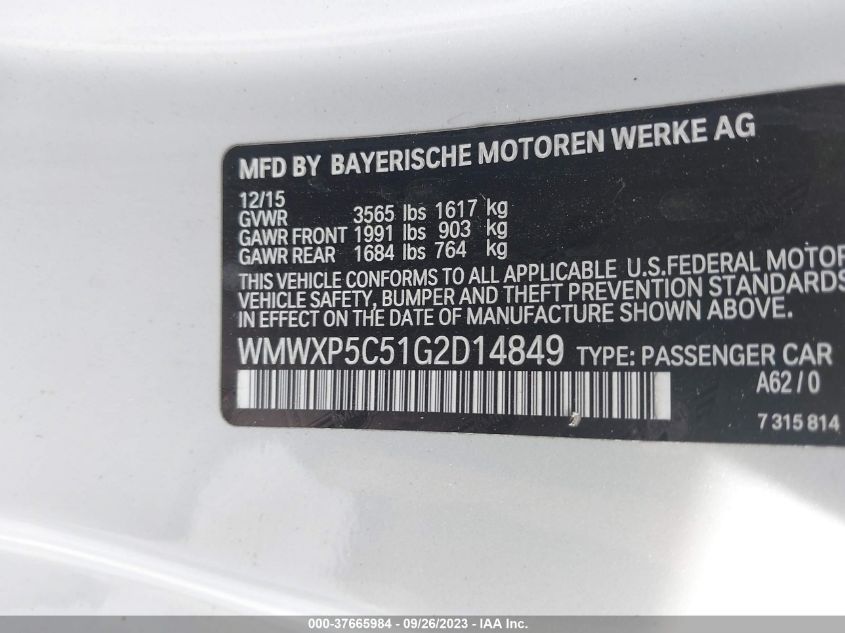 MFD BY BAYERISCHE MOTOREN WERKE AG
12/15
GVWR 3565 lbs 1617 kg
GAWR FRONT 1991 lbs 903 kg
GAWR REAR 1684 lbs 764 kg
THIS VEHICLE CONFORMS TO ALL APPLICABLE U.S.FEDERAL MOTOR
VEHICLE SAFETY, BUMPER AND THEFT PREVENTION STANDARDS
IN EFFECT ON THE DATE OF MANUFACTURE SHOWN ABOVE.
WMWXP5C51G2D14849 TYPE: PASSENGER CAR
A62/0
7 315 814
000-37665984 / 09/26/2023 - IAA Inc.